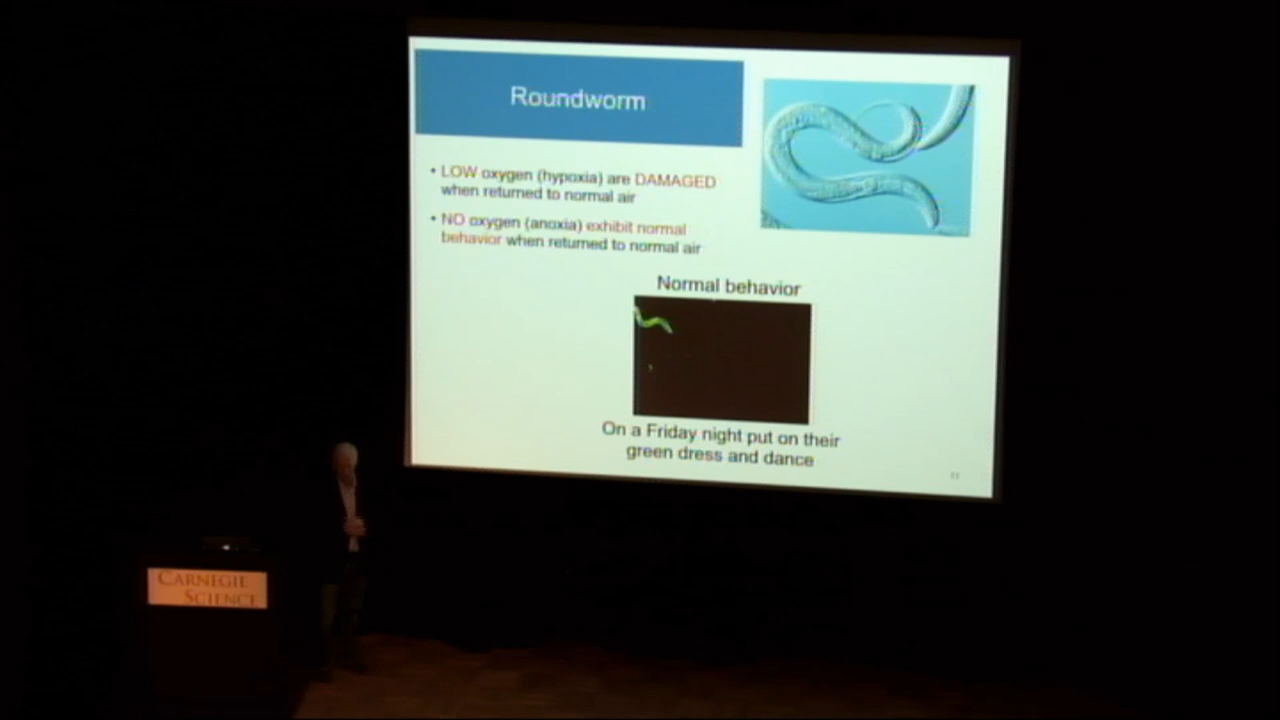 Roundworm
• LOW oxygen (hypoxia) are DAMAGED
when returned to normal air
• NO oxygen (anoxia) exhibit normal
behavior when returned to normal air
Normal behavior
On a Friday night put on their
green dress and dance
CARNEGIE
SCIENCE